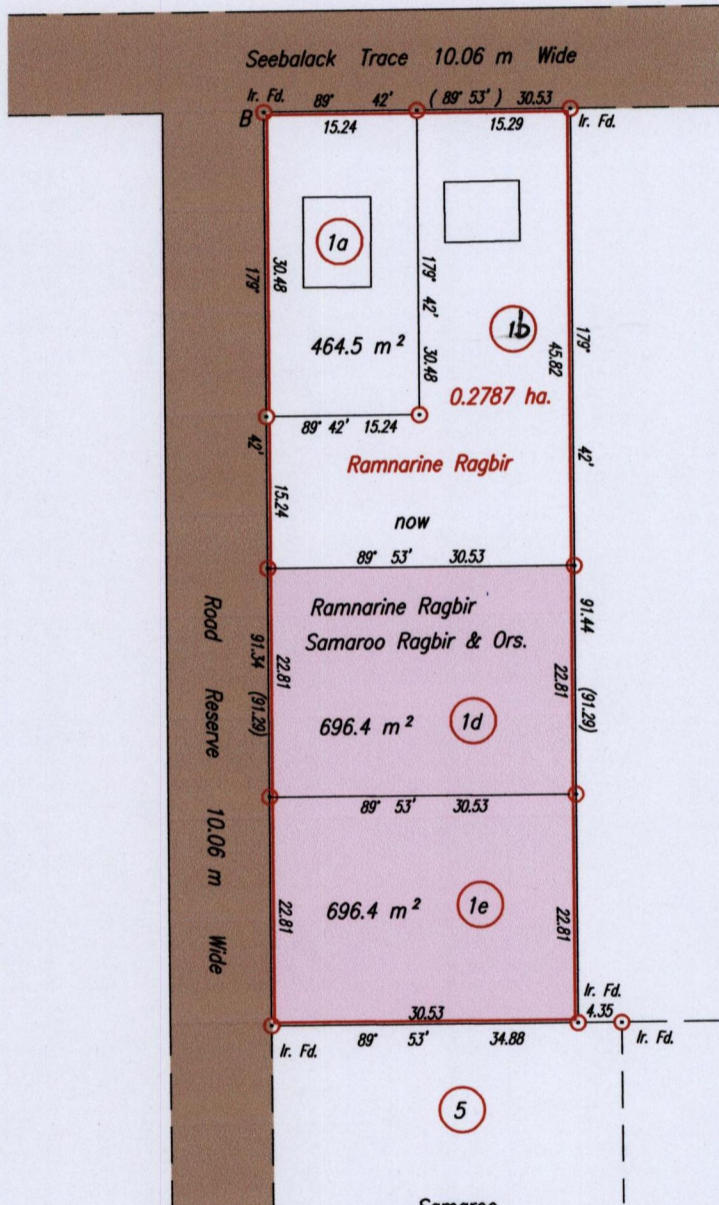 Seebalack Trace 10.06 m Wide
Ir. Fd. 89° 42' ( 89° 53' ) 30.53
B 15.24 15.29 Ir. Fd.
1a
179° 30.48
179° 42' 30.48
1b
179° 45.82
464.5 m²
0.2787 ha.
89° 42' 15.24
42'
42'
Ramnarine Ragbir
15.24
now
89° 53' 30.53
Ramnarine Ragbir
Samaroo Ragbir & Ors.
91.34 (91.29) 22.81
91.44 (91.29) 22.81
696.4 m² 1d
Road Reserve 10.06 m Wide
89° 53' 30.53
696.4 m² 1e
22.81
22.81
30.53
Ir. Fd.
4.35
Ir. Fd. 89° 53' 34.88 Ir. Fd.
5